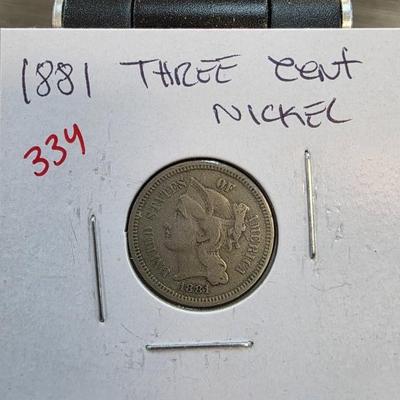 1881 THREE cent
NICKEL
334
UNITED STATES OF AMERICA
1881